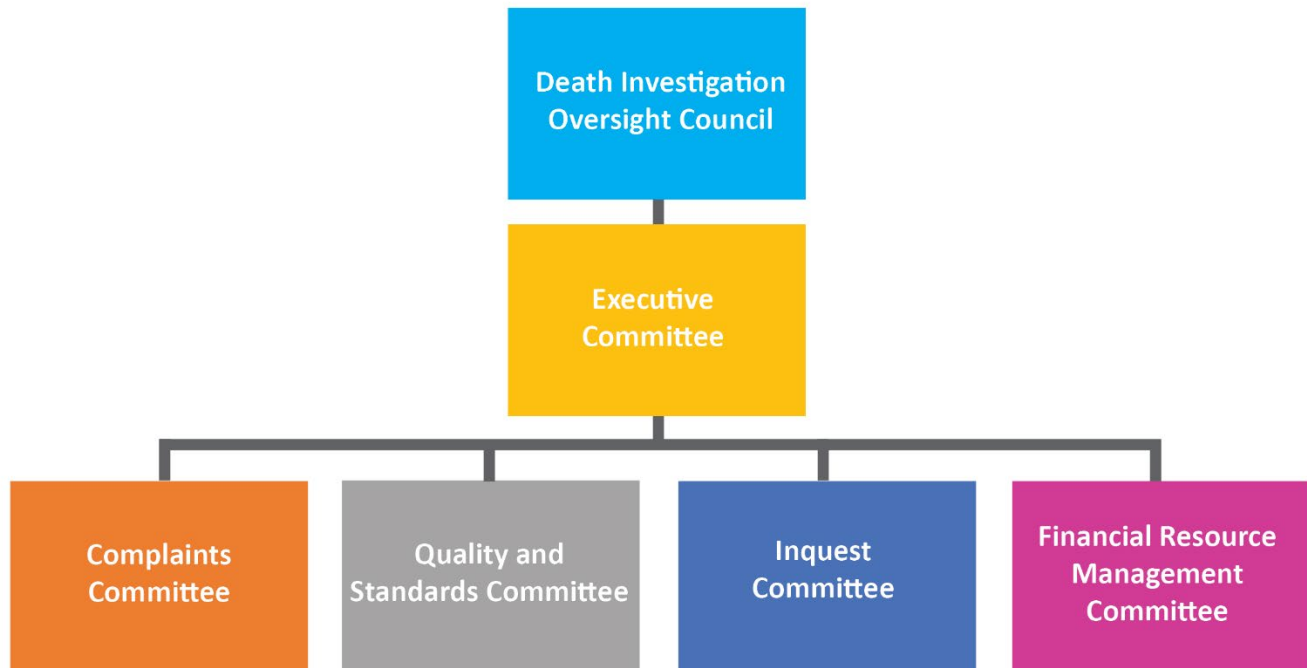 Death Investigation
Oversight Council
Executive
Committee
Complaints
Committee
Quality and
Standards Committee
Inquest
Committee
Financial Resource
Management
Committee